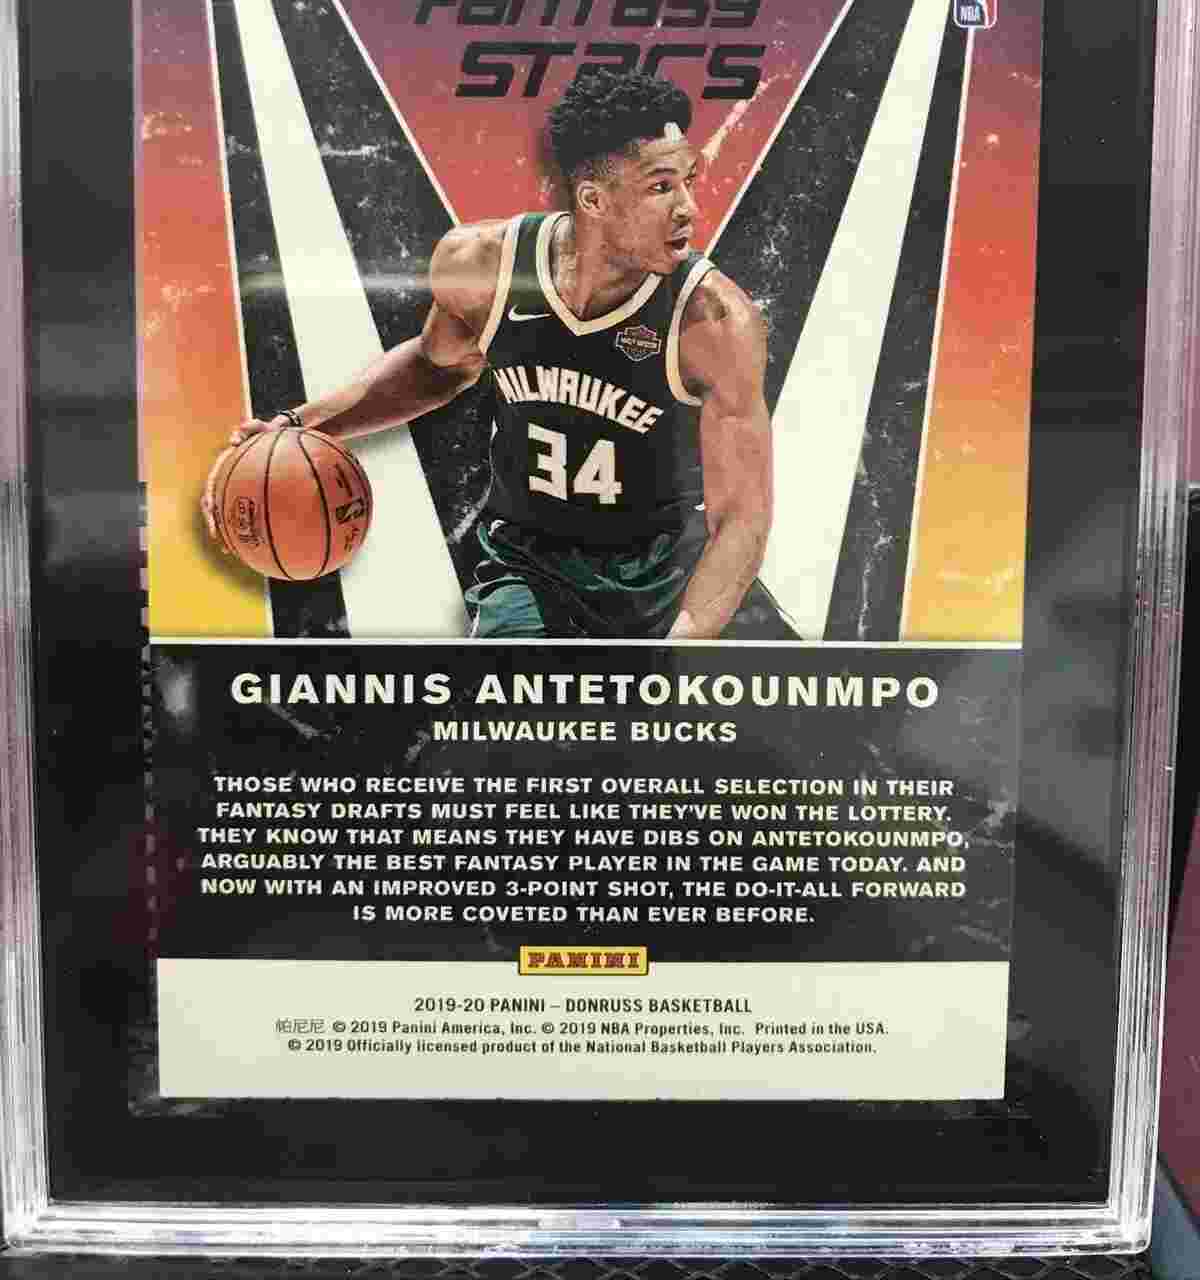 Fantasy
STARS
NBA
MILWAUKEE
34
GIANNIS ANTETOKOUNMPO
MILWAUKEE BUCKS
THOSE WHO RECEIVE THE FIRST OVERALL SELECTION IN THEIR
FANTASY DRAFTS MUST FEEL LIKE THEY'VE WON THE LOTTERY.
THEY KNOW THAT MEANS THEY HAVE DIBS ON ANTETOKOUNMPO,
ARGUABLY THE BEST FANTASY PLAYER IN THE GAME TODAY. AND
NOW WITH AN IMPROVED 3-POINT SHOT, THE DO-IT-ALL FORWARD
IS MORE COVETED THAN EVER BEFORE.
PANINI
2019-20 PANINI – DONRUSS BASKETBALL
帕尼尼 © 2019 Panini America, Inc. © 2019 NBA Properties, Inc. Printed in the USA.
© 2019 Officially licensed product of the National Basketball Players Association.